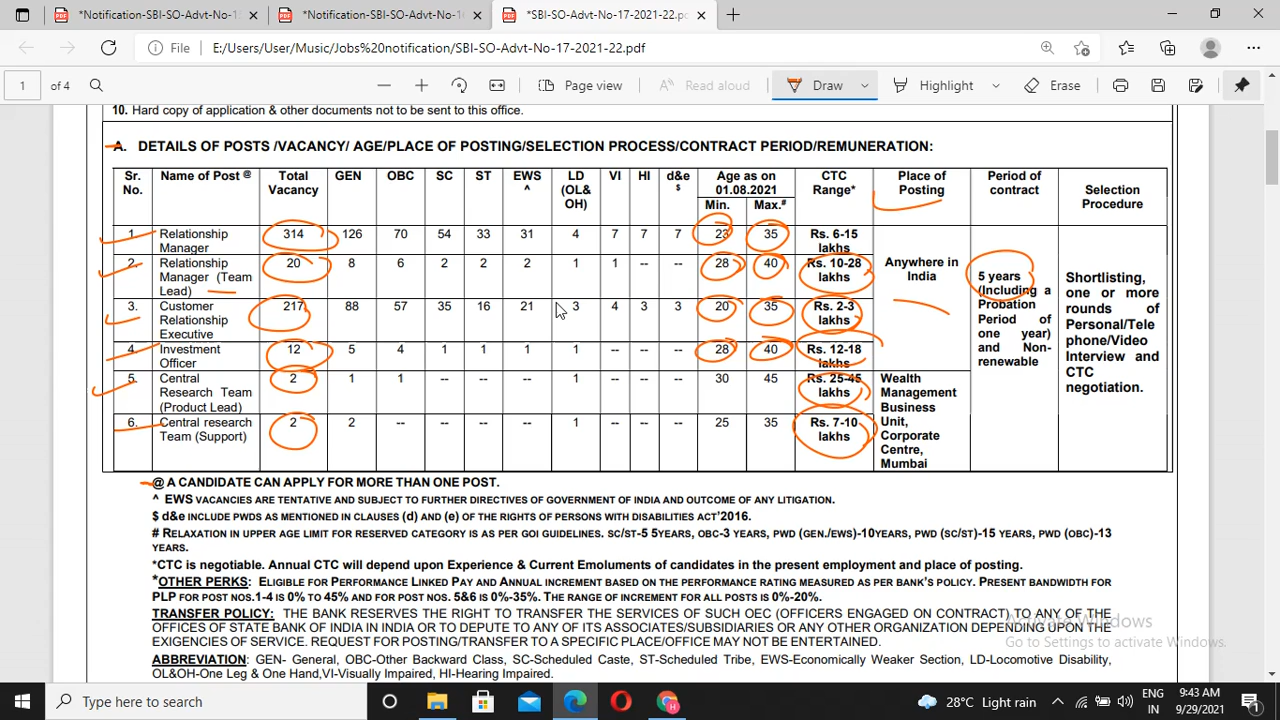 *Notification-SBI-SO-Advt-No-1
*Notification-SBI-SO-Advt-No-1
*SBI-SO-Advt-No-17-2021-22.pdf
File E:/Users/User/Music/Jobs%20notification/SBI-SO-Advt-No-17-2021-22.pdf
1 of 4 Page view Read aloud Draw Highlight Erase
10. Hard copy of application & other documents not to be sent to this office.
A. DETAILS OF POSTS /VACANCY/ AGE/PLACE OF POSTING/SELECTION PROCESS/CONTRACT PERIOD/REMUNERATION:
Sr. No. Name of Post @ Total Vacancy GEN OBC SC ST EWS ^ LD (OL& OH) VI HI d&e $ Age as on 01.08.2021 Min. Max.# CTC Range* Place of Posting Period of contract Selection Procedure
1. Relationship Manager 314 126 70 54 33 31 4 7 7 7 23 35 Rs. 6-15 lakhs
2. Relationship Manager (Team Lead) 20 8 6 2 2 2 1 1 -- -- 28 40 Rs. 10-28 lakhs
3. Customer Relationship Executive 217 88 57 35 16 21 3 4 3 3 20 35 Rs. 2-3 lakhs
4. Investment Officer 12 5 4 1 1 1 1 -- -- -- 28 40 Rs. 12-18 lakhs
Anywhere in India
5. Central Research Team (Product Lead) 2 1 1 -- -- -- 1 -- -- -- 30 45 Rs. 25-45 lakhs
6. Central research Team (Support) 2 2 -- -- -- -- 1 -- -- -- 25 35 Rs. 7-10 lakhs
Wealth Management Business Unit, Corporate Centre, Mumbai
5 years (Including a Probation Period of one year) and Non-renewable
Shortlisting, one or more rounds of Personal/Tele phone/Video Interview and CTC negotiation.
@ A CANDIDATE CAN APPLY FOR MORE THAN ONE POST.
^ EWS VACANCIES ARE TENTATIVE AND SUBJECT TO FURTHER DIRECTIVES OF GOVERNMENT OF INDIA AND OUTCOME OF ANY LITIGATION.
$ d&e INCLUDE PWDS AS MENTIONED IN CLAUSES (d) AND (e) OF THE RIGHTS OF PERSONS WITH DISABILITIES ACT'2016.
# RELAXATION IN UPPER AGE LIMIT FOR RESERVED CATEGORY IS AS PER GOI GUIDELINES. SC/ST-5 5YEARS, OBC-3 YEARS, PWD (GEN./EWS)-10YEARS, PWD (SC/ST)-15 YEARS, PWD (OBC)-13
YEARS.
*CTC is negotiable. Annual CTC will depend upon Experience & Current Emoluments of candidates in the present employment and place of posting.
*OTHER PERKS: ELIGIBLE FOR PERFORMANCE LINKED PAY AND ANNUAL INCREMENT BASED ON THE PERFORMANCE RATING MEASURED AS PER BANK'S POLICY. PRESENT BANDWIDTH FOR
PLP FOR POST NOS.1-4 IS 0% TO 45% AND FOR POST NOS. 5&6 IS 0%-35%. THE RANGE OF INCREMENT FOR ALL POSTS IS 0%-20%.
TRANSFER POLICY: THE BANK RESERVES THE RIGHT TO TRANSFER THE SERVICES OF SUCH OEC (OFFICERS ENGAGED ON CONTRACT) TO ANY OF THE
OFFICES OF STATE BANK OF INDIA IN INDIA OR TO DEPUTE TO ANY OF ITS ASSOCIATES/SUBSIDIARIES OR ANY OTHER ORGANIZATION DEPENDING UPON THE
EXIGENCIES OF SERVICE. REQUEST FOR POSTING/TRANSFER TO A SPECIFIC PLACE/OFFICE MAY NOT BE ENTERTAINED.
ABBREVIATION: GEN- General, OBC-Other Backward Class, SC-Scheduled Caste, ST-Scheduled Tribe, EWS-Economically Weaker Section, LD-Locomotive Disability,
OL&OH-One Leg & One Hand,VI-Visually Impaired, HI-Hearing Impaired.
Activate Windows
Go to Settings to activate Windows.
Type here to search 28°C Light rain ENG IN 9:43 AM 9/29/2021